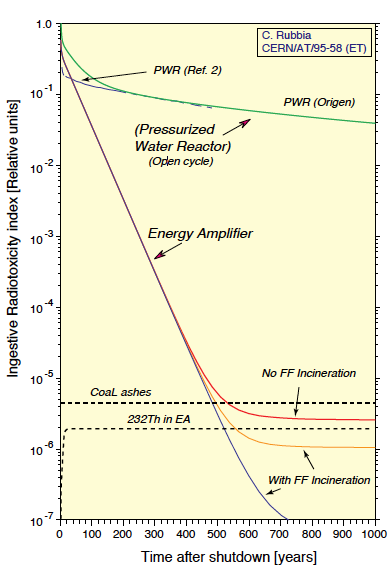 C. Rubbia
CERN/AT/95-58 (ET)
Ingestive Radiotoxicity index [Relative units]
1.0
10-1
10-2
10-3
10-4
10-5
10-6
10-7
PWR (Ref. 2)
PWR (Origen)
(Pressurized
Water Reactor)
(Open cycle)
Energy Amplifier
No FF Incineration
CoaL ashes
232Th in EA
With FF Incineration
0 100 200 300 400 500 600 700 800 900 1000
Time after shutdown [years]